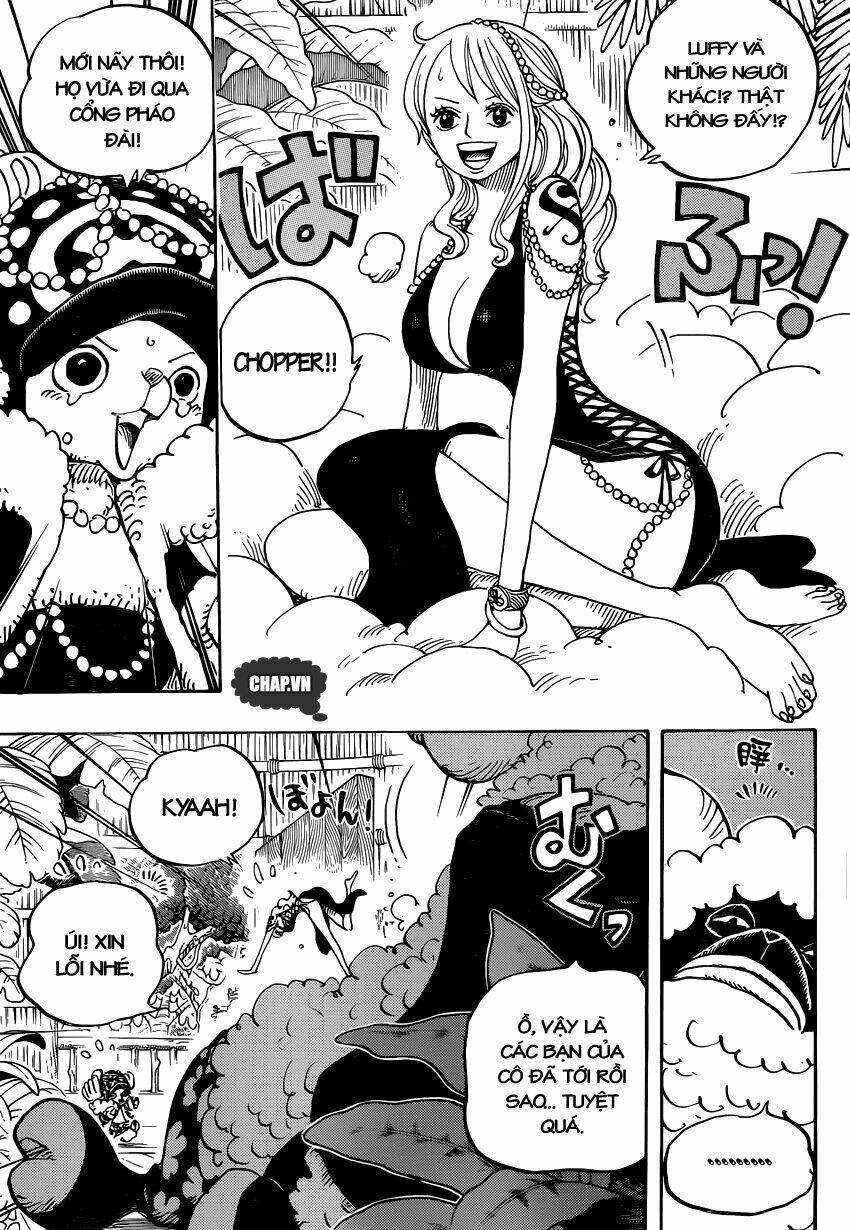 LUFFY VÀ
NHỮNG NGƯỜI
KHÁC!? THẬT
KHÔNG ĐẤY!?
ふっ!
ば
CHOPPER!!
MỚI NÃY THÔI!
HỌ VỪA ĐI QUA
CỔNG PHÁO
ĐÀI!
CHAP.VN
睜...
.........
むくっ
Ồ, VẬY LÀ
CÁC BẠN CỦA
CÔ ĐÃ TỚI RỒI
SAO... TUYỆT
QUÁ.
ぼよん!
KYAAH!
ÚI! XIN
LỖI NHÉ.